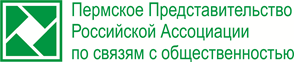 Пермское Представительство
Российской Ассоциации
по связям с общественностью